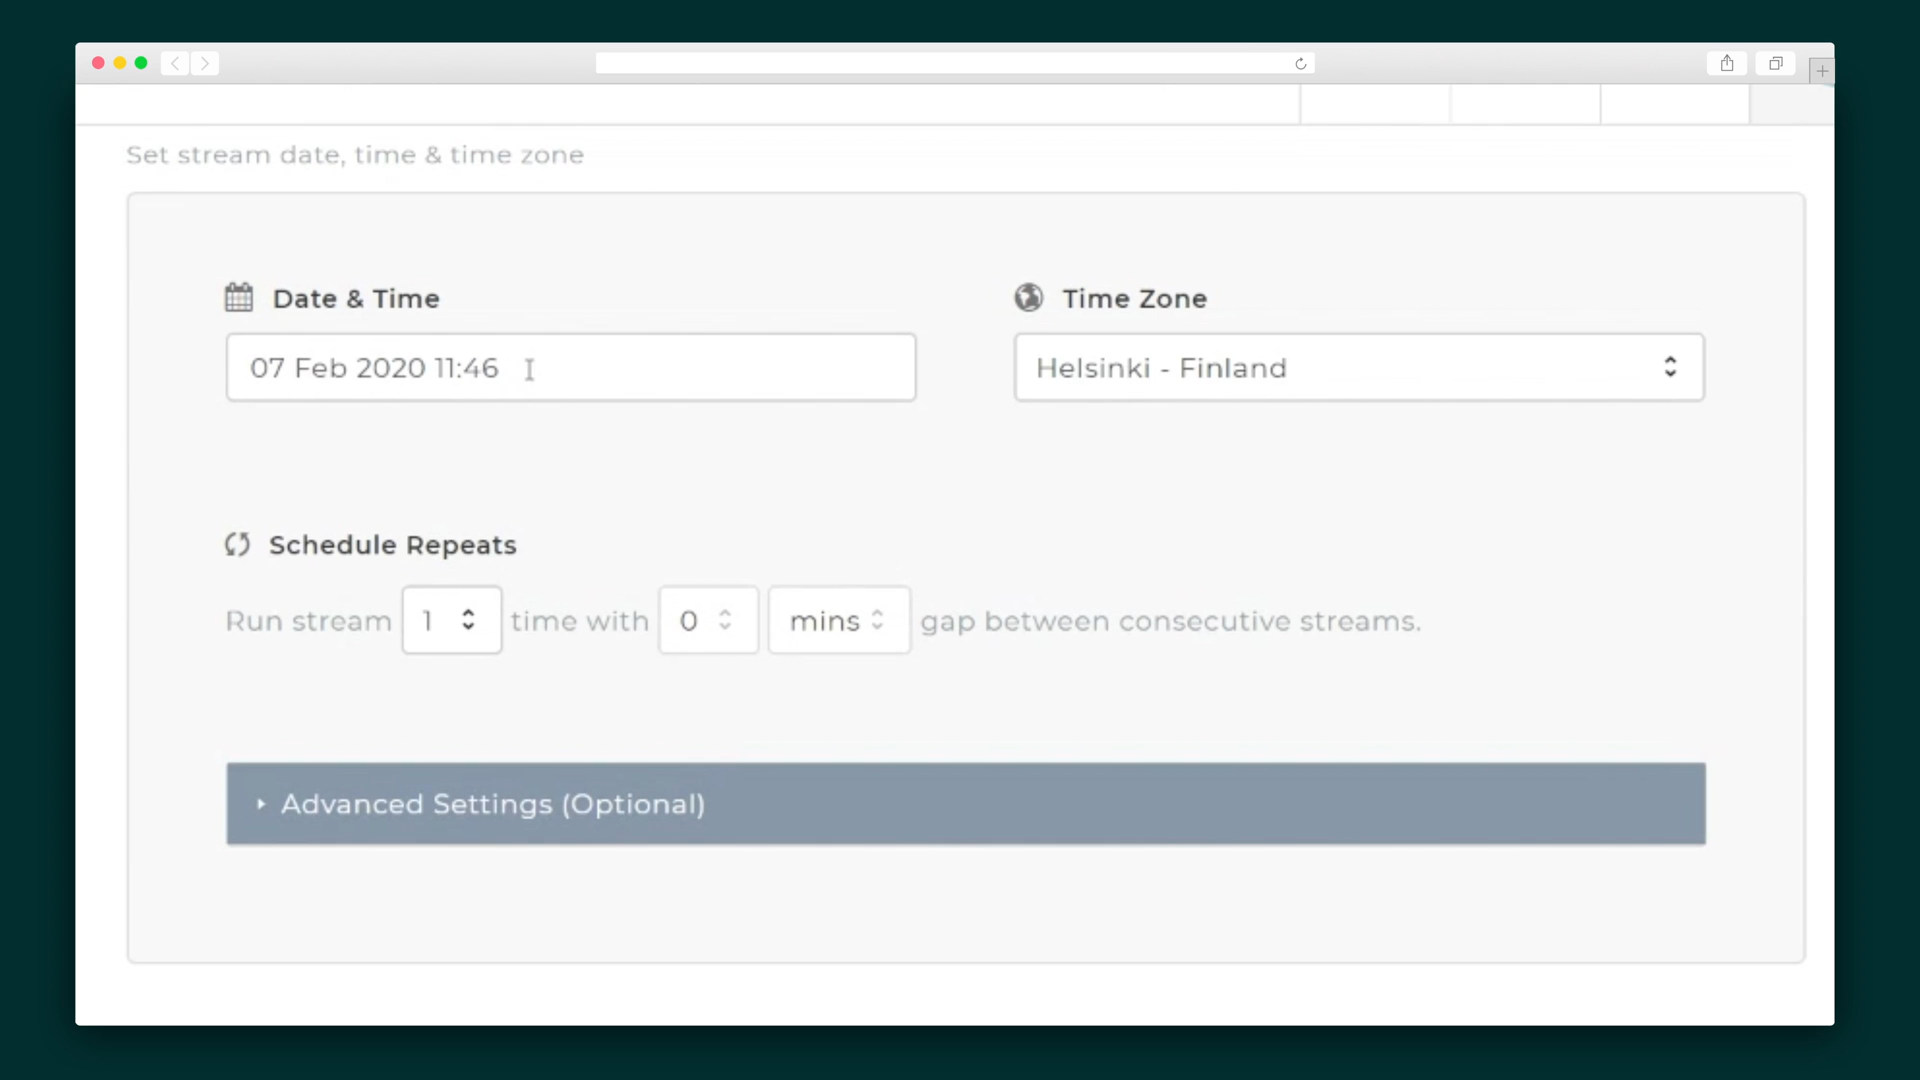 Set stream date, time & time zone
Date & Time
Time Zone
07 Feb 2020 11:46
Helsinki - Finland
Schedule Repeats
Run stream 1 time with 0 mins gap between consecutive streams.
Advanced Settings (Optional)